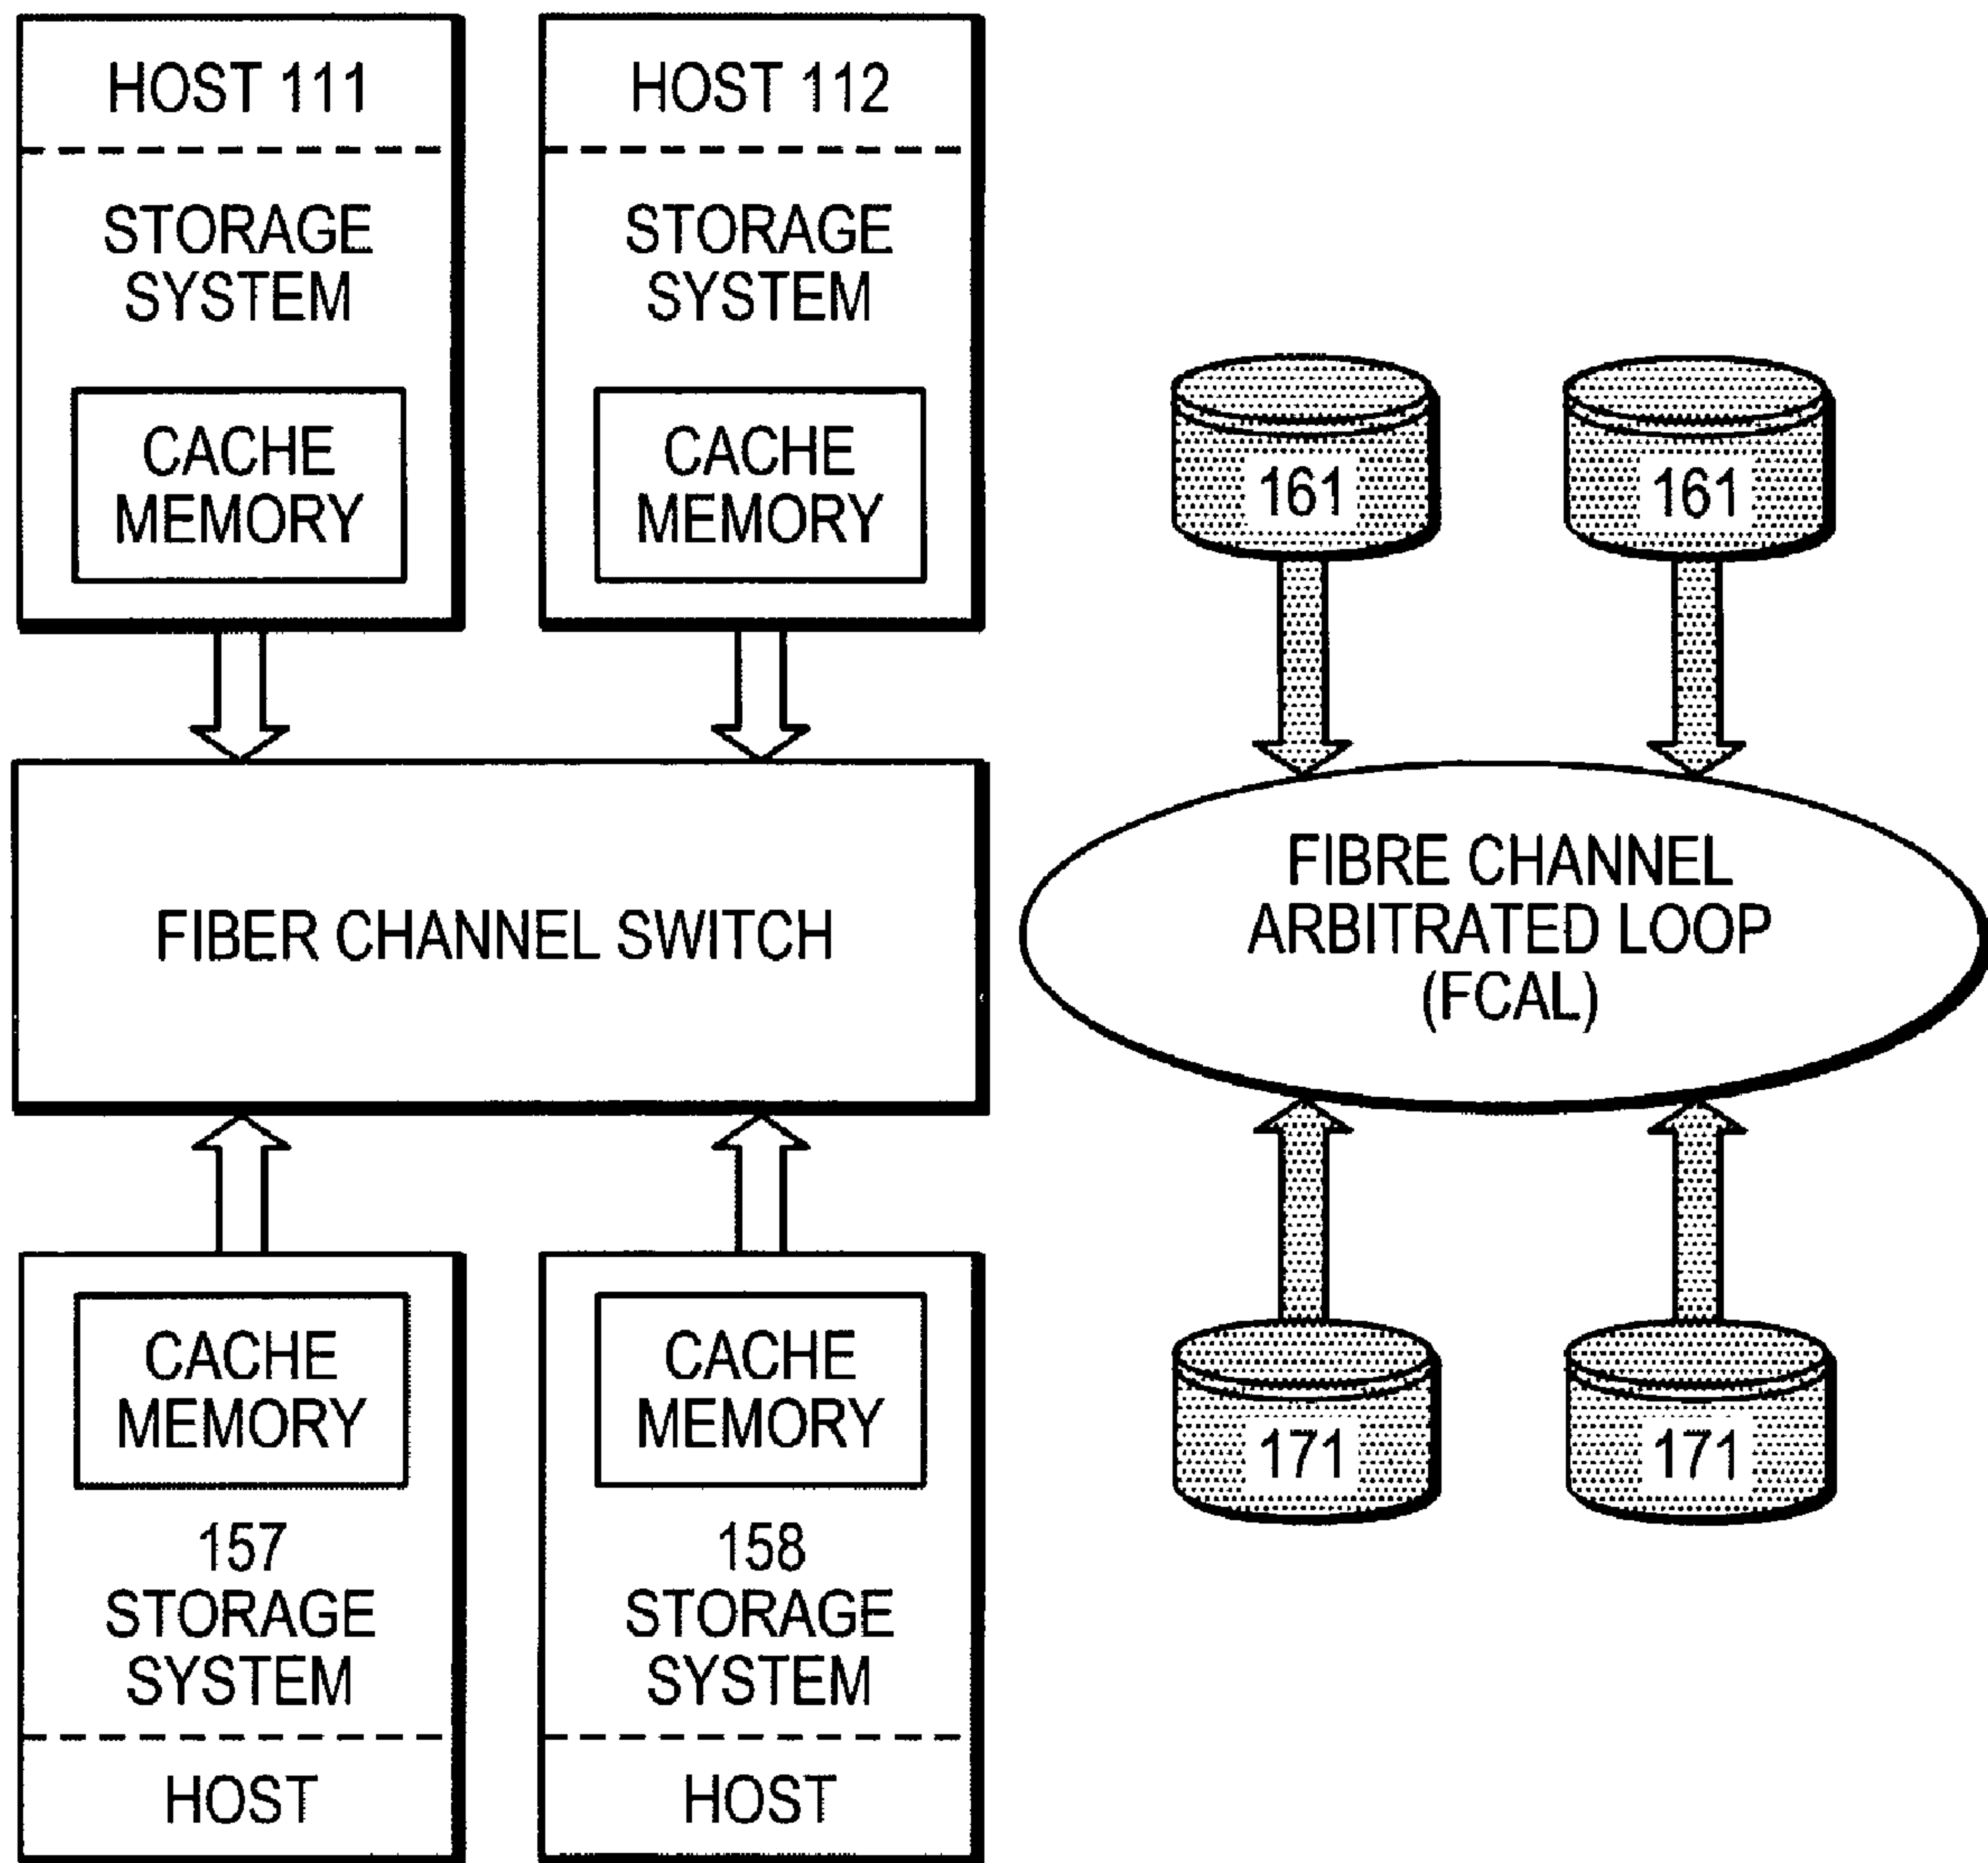 HOST 111
STORAGE
SYSTEM
CACHE
MEMORY
HOST 112
STORAGE
SYSTEM
CACHE
MEMORY
161
161
FIBER CHANNEL SWITCH
FIBRE CHANNEL
ARBITRATED LOOP
(FCAL)
CACHE
MEMORY
157
STORAGE
SYSTEM
HOST
CACHE
MEMORY
158
STORAGE
SYSTEM
HOST
171
171